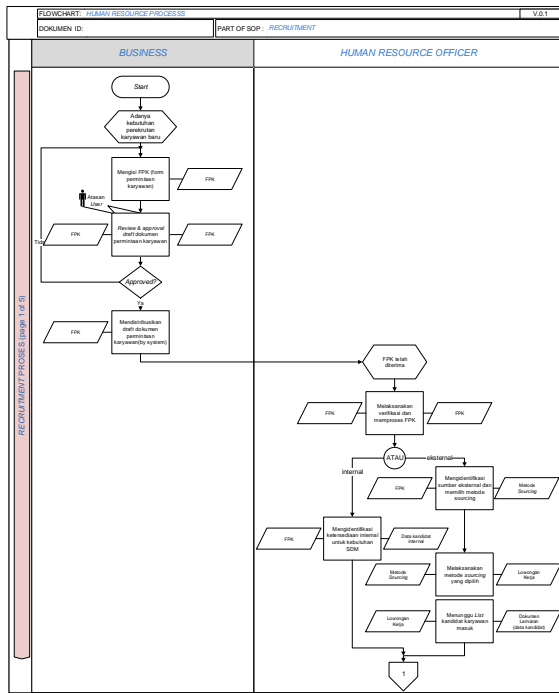 FLOWCHART: HUMAN RESOURCE PROCESSS
V.0.1
DOKUMEN ID:
PART OF SOP : RECRUITMENT
BUSINESS
HUMAN RESOURCE OFFICER
RECRUITMENT PROSES (page 1 of 5)
Start
Adanya
kebutuhan
perekrutan
karyawan baru
Mengisi FPK (form
permintaan
karyawan)
FPK
Atasan
User
FPK
Review & approval
draft dokumen
permintaan karyawan
FPK
Tida
Approved?
Ya
FPK
Mendistribusikan
draft dokumen
permintaan
karyawan(by system)
FPK telah
diterima
FPK
Melaksanakan
verifikasi dan
memproses FPK
FPK
ATAU
internal
eksternal
FPK
Mengidentifikasi
sumber eksternal dan
memilih metode
sourcing
Metode
Sourcing
FPK
Mengidentifikasi
ketersediaan internal
untuk kebutuhan
SDM
Data kandidat
internal
Metode
Sourcing
Melaksanakan
metode sourcing
yang dipilih
Lowongan
Kerja
Lowongan
Kerja
Menunggu List
kandidat karyawan
masuk
Dokumen
Lamaran
(data kandidat)
1